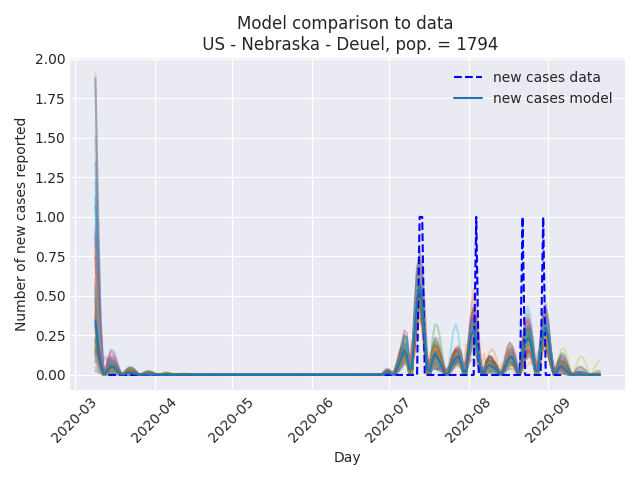 Model comparison to data
US - Nebraska - Deuel, pop. = 1794
new cases data
new cases model
Number of new cases reported
2.00
1.75
1.50
1.25
1.00
0.75
0.50
0.25
0.00
2020-03
2020-04
2020-05
2020-06
2020-07
2020-08
2020-09
Day